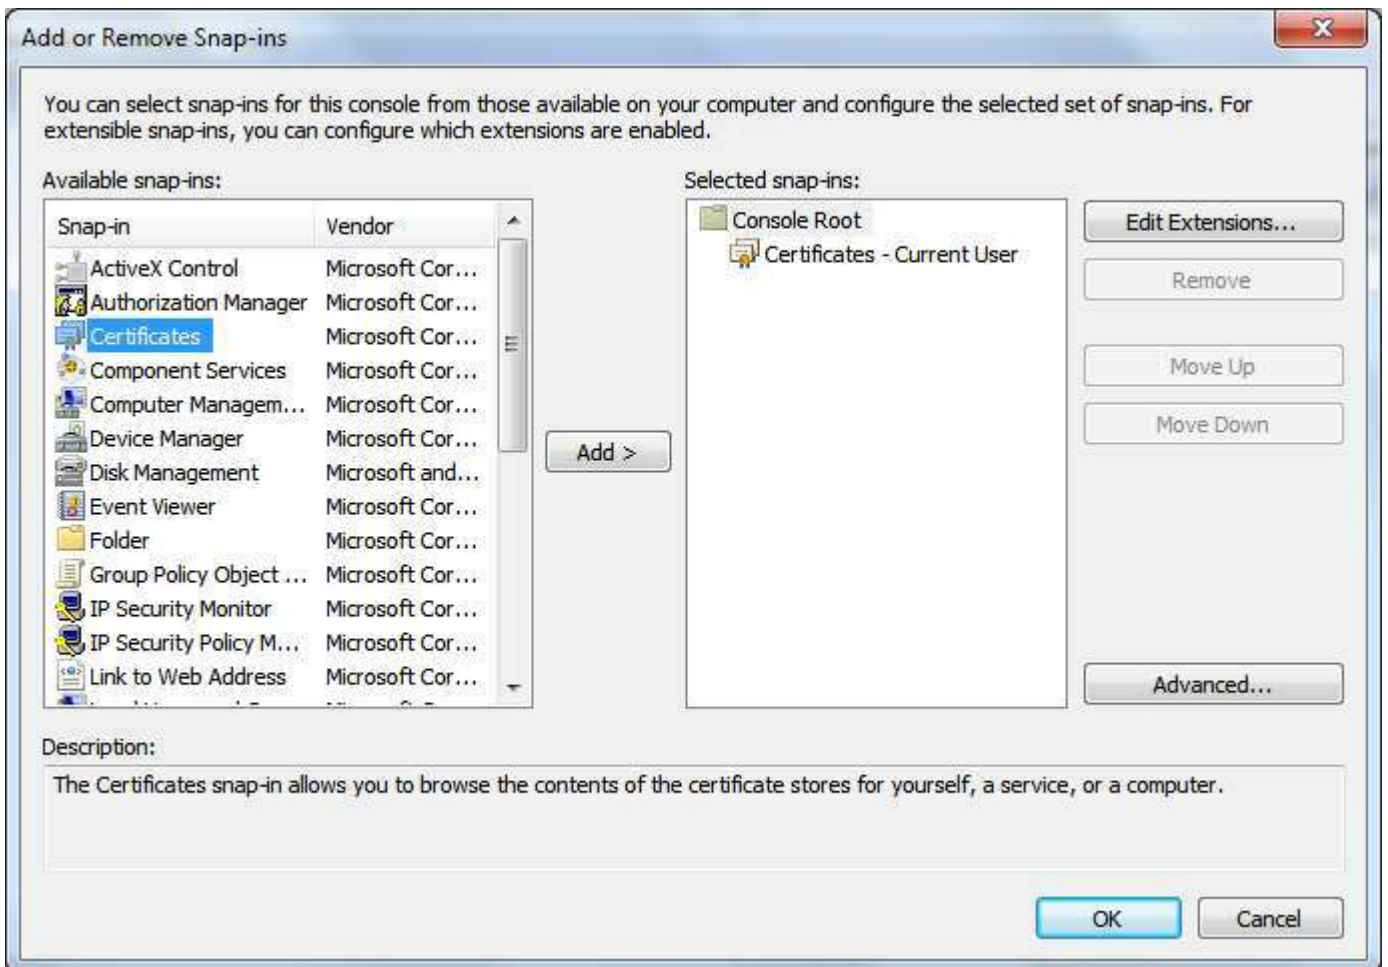 Add or Remove Snap-ins
You can select snap-ins for this console from those available on your computer and configure the selected set of snap-ins. For
extensible snap-ins, you can configure which extensions are enabled.
Available snap-ins:
Snap-in Vendor
ActiveX Control Microsoft Cor...
Authorization Manager Microsoft Cor...
Certificates Microsoft Cor...
Component Services Microsoft Cor...
Computer Managem... Microsoft Cor...
Device Manager Microsoft Cor...
Disk Management Microsoft and...
Event Viewer Microsoft Cor...
Folder Microsoft Cor...
Group Policy Object ... Microsoft Cor...
IP Security Monitor Microsoft Cor...
IP Security Policy M... Microsoft Cor...
Link to Web Address Microsoft Cor...
Add >
Selected snap-ins:
Console Root
Certificates - Current User
Edit Extensions...
Remove
Move Up
Move Down
Advanced...
Description:
The Certificates snap-in allows you to browse the contents of the certificate stores for yourself, a service, or a computer.
OK
Cancel